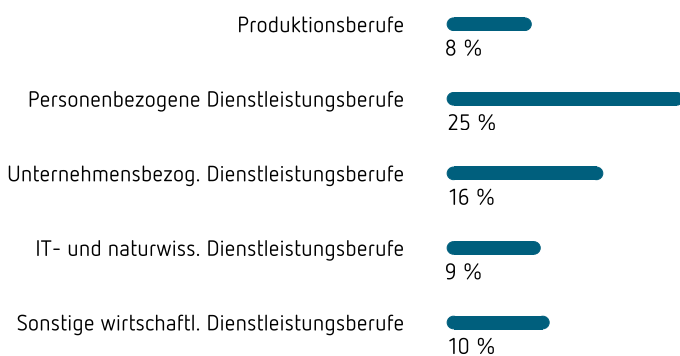 Produktionsberufe
8 %
Personenbezogene Dienstleistungsberufe
25 %
Unternehmensbezog. Dienstleistungsberufe
16 %
IT- und naturwiss. Dienstleistungsberufe
9 %
Sonstige wirtschaftl. Dienstleistungsberufe
10 %